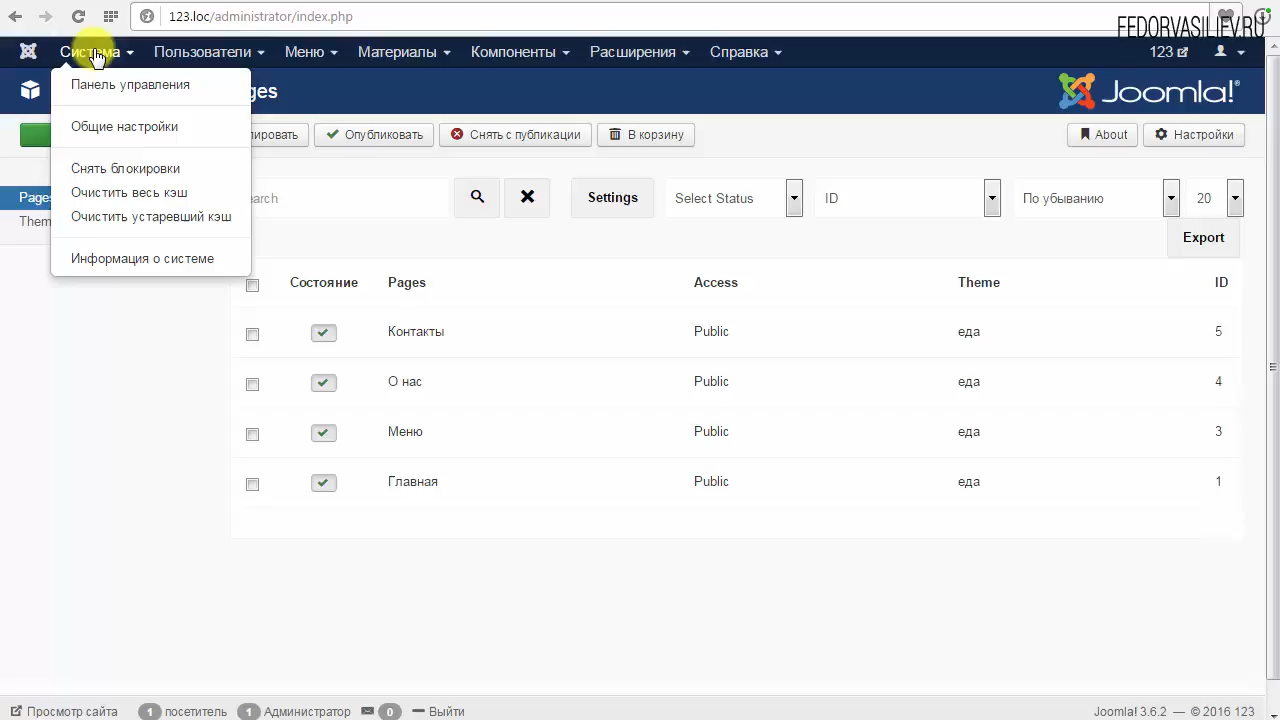 123.loc/administrator/index.php
FEDORVASILIEV.RU
Система Пользователи Меню Материалы Компоненты Расширения Справка 123
Панель управления
Общие настройки
Снять блокировки
Очистить весь кэш
Очистить устаревший кэш
Информация о системе
Joomla!®
Опубликовать Снять с публикации В корзину About Настройки
Pages
Settings Select Status ID По убыванию 20
Export
Состояние Pages Access Theme ID
Контакты Public еда 5
О нас Public еда 4
Меню Public еда 3
Главная Public еда 1
Просмотр сайта 1 посетитель 1 Администратор 0 Выйти Joomla! 3.6.2 — © 2016 123